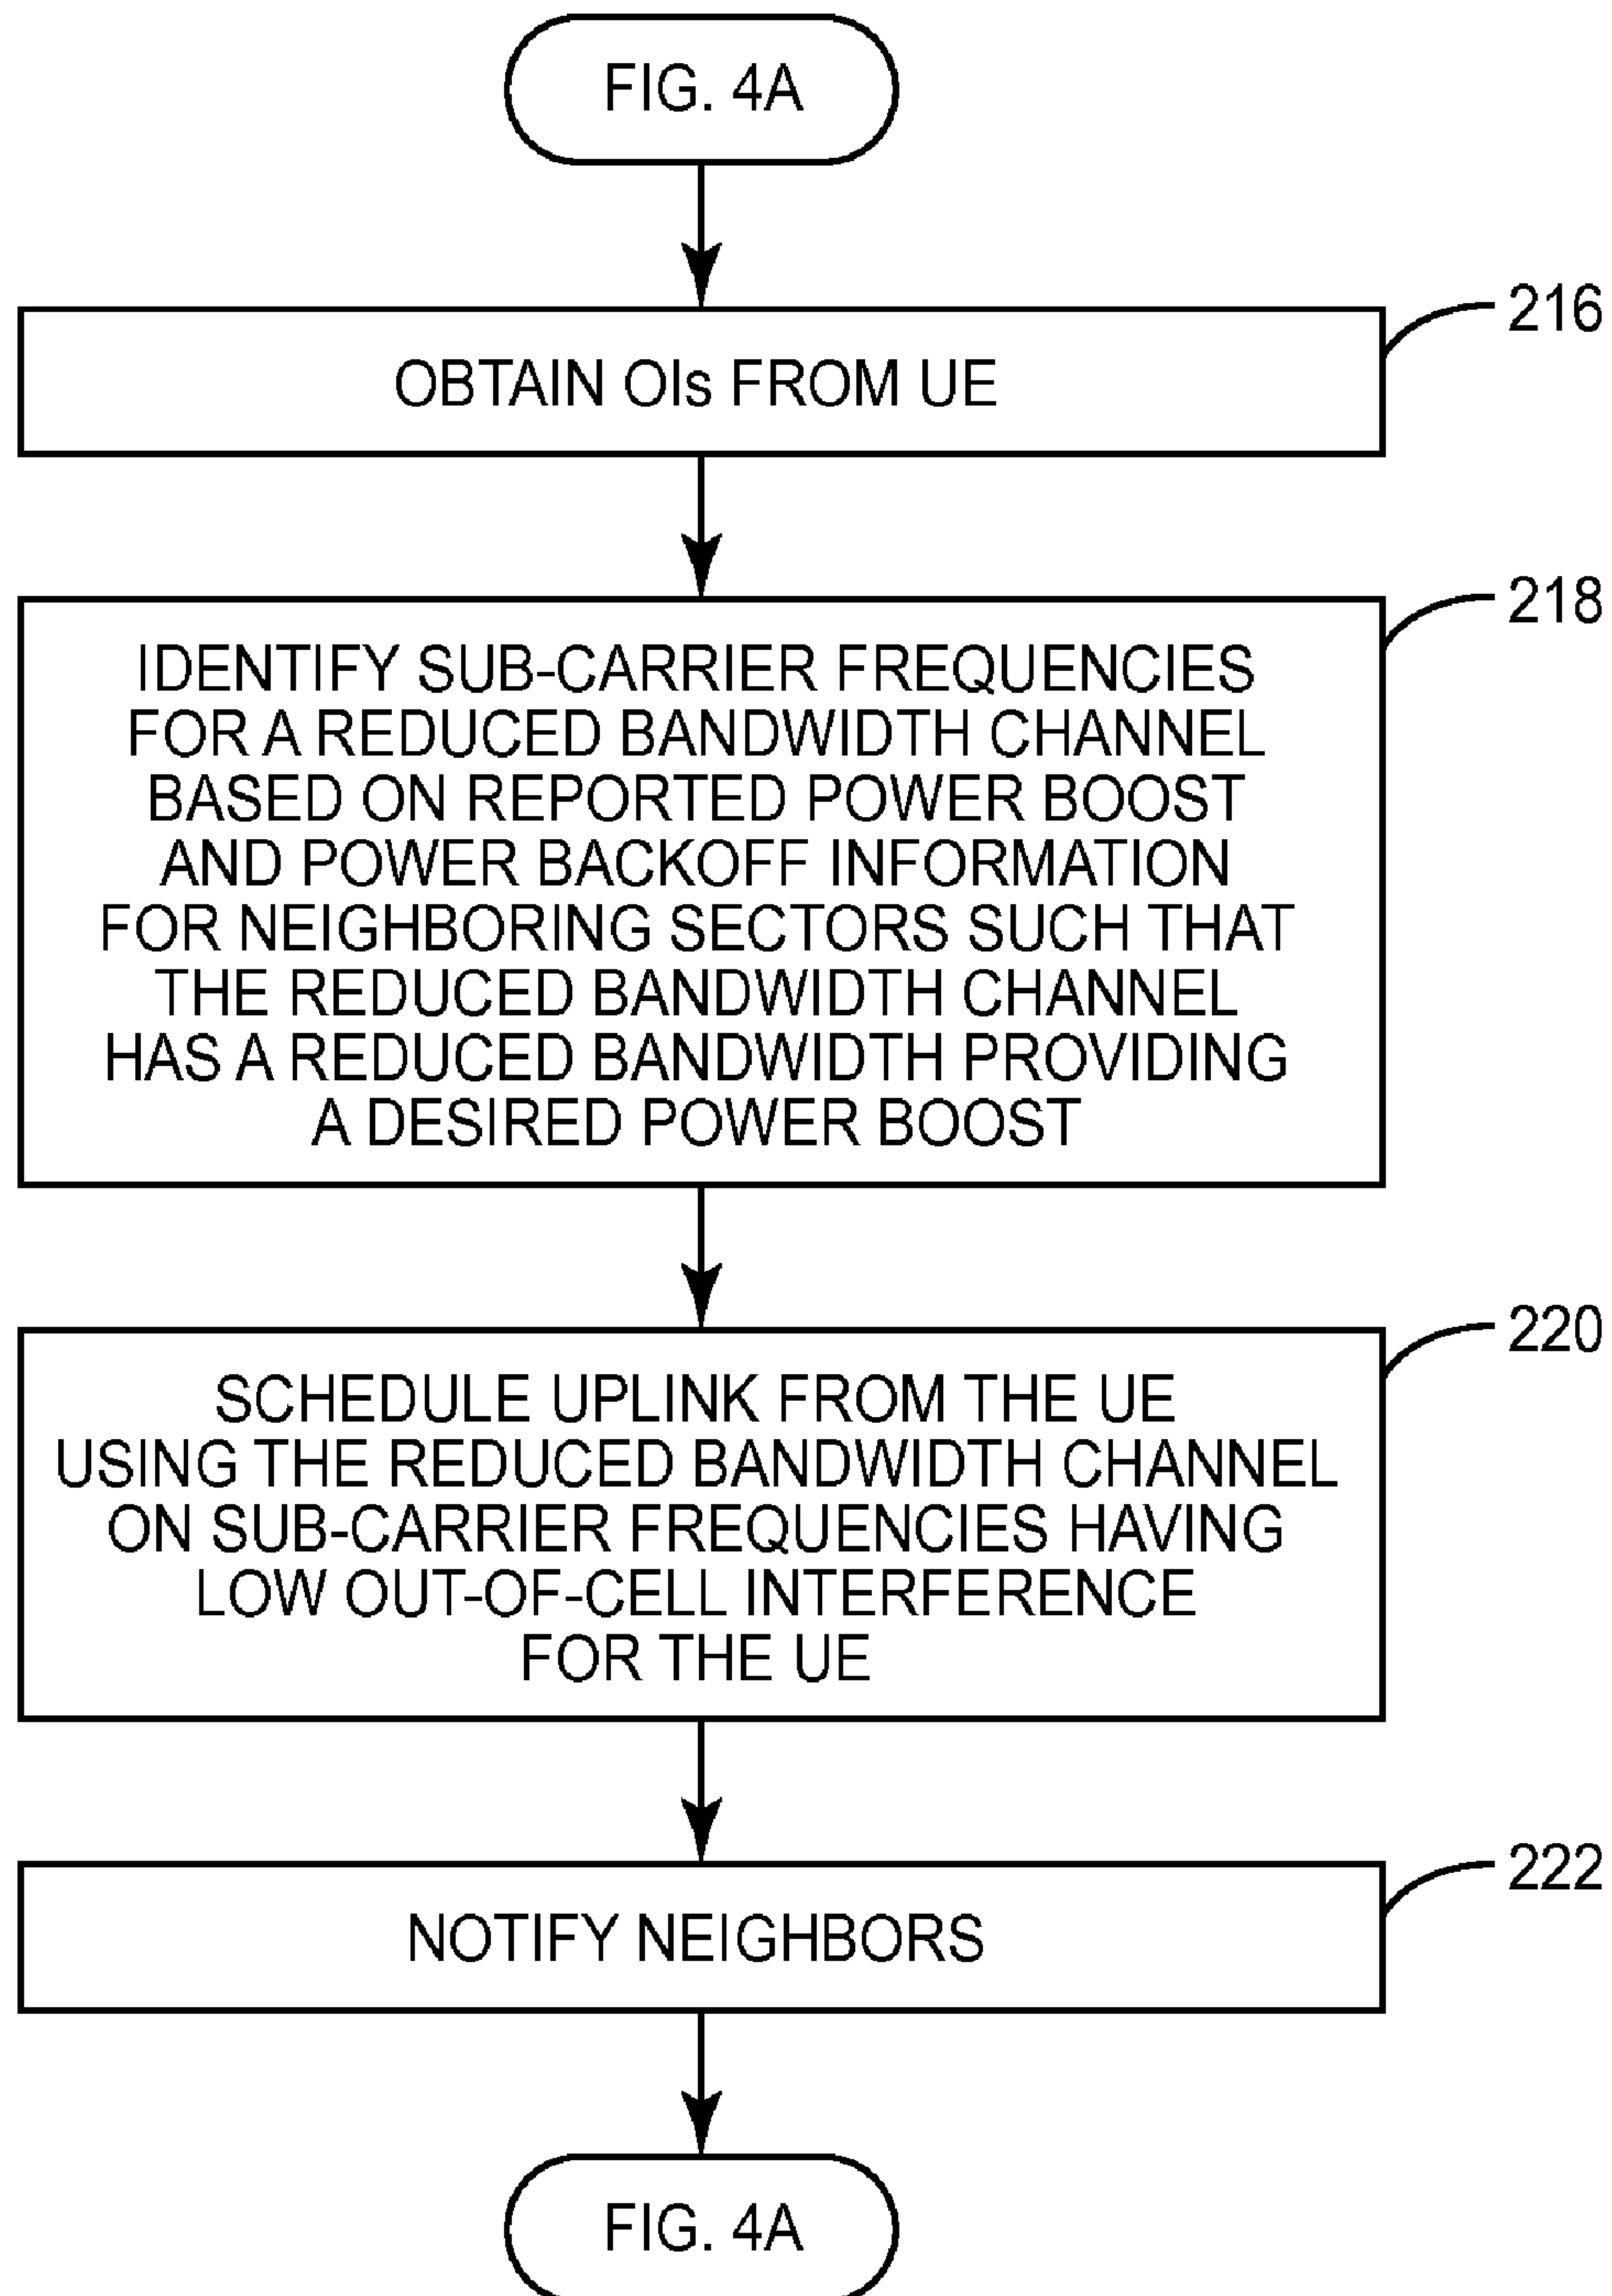 FIG. 4A
216
OBTAIN OIs FROM UE
218
IDENTIFY SUB-CARRIER FREQUENCIES
FOR A REDUCED BANDWIDTH CHANNEL
BASED ON REPORTED POWER BOOST
AND POWER BACKOFF INFORMATION
FOR NEIGHBORING SECTORS SUCH THAT
THE REDUCED BANDWIDTH CHANNEL
HAS A REDUCED BANDWIDTH PROVIDING
A DESIRED POWER BOOST
220
SCHEDULE UPLINK FROM THE UE
USING THE REDUCED BANDWIDTH CHANNEL
ON SUB-CARRIER FREQUENCIES HAVING
LOW OUT-OF-CELL INTERFERENCE
FOR THE UE
222
NOTIFY NEIGHBORS
FIG. 4A